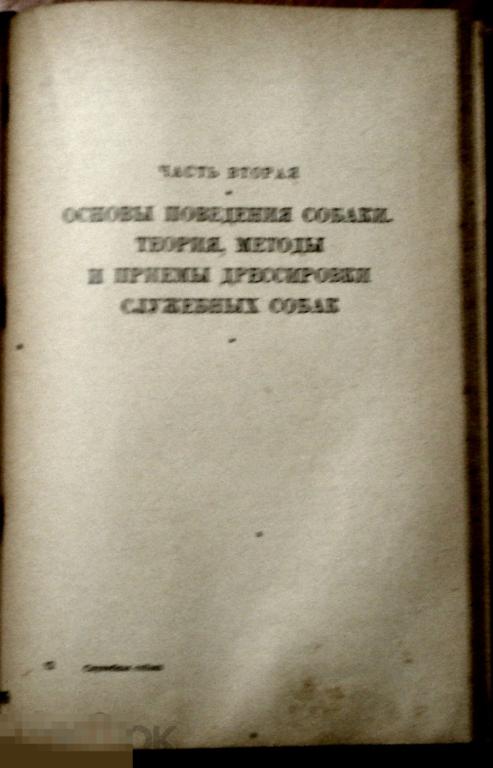 ЧАСТЬ ВТОРАЯ
ОСНОВЫ ПОВЕДЕНИЯ СОБАКИ.
ТЕОРИЯ, МЕТОДЫ
И ПРИЕМЫ ДРЕССИРОВКИ
СЛУЖЕБНЫХ СОБАК